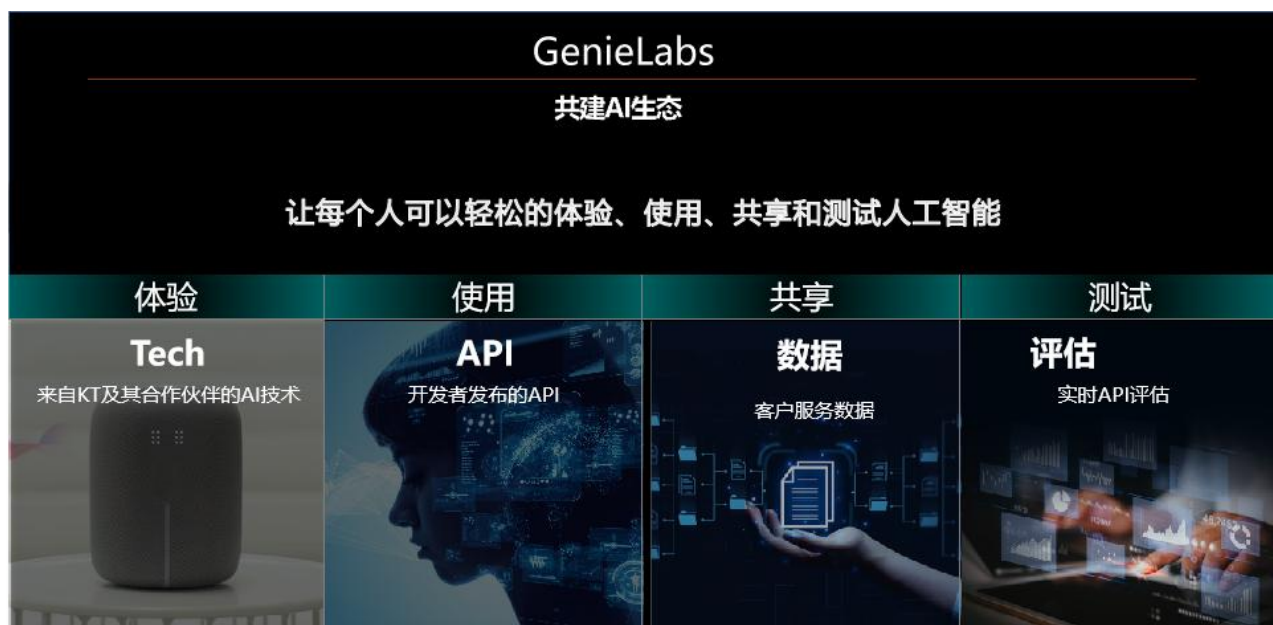 GenieLabs
共建AI生态
让每个人可以轻松的体验、使用、共享和测试人工智能
体验
使用
共享
测试
Tech
API
数据
评估
来自KT及其合作伙伴的AI技术
开发者发布的API
客户服务数据
实时API评估